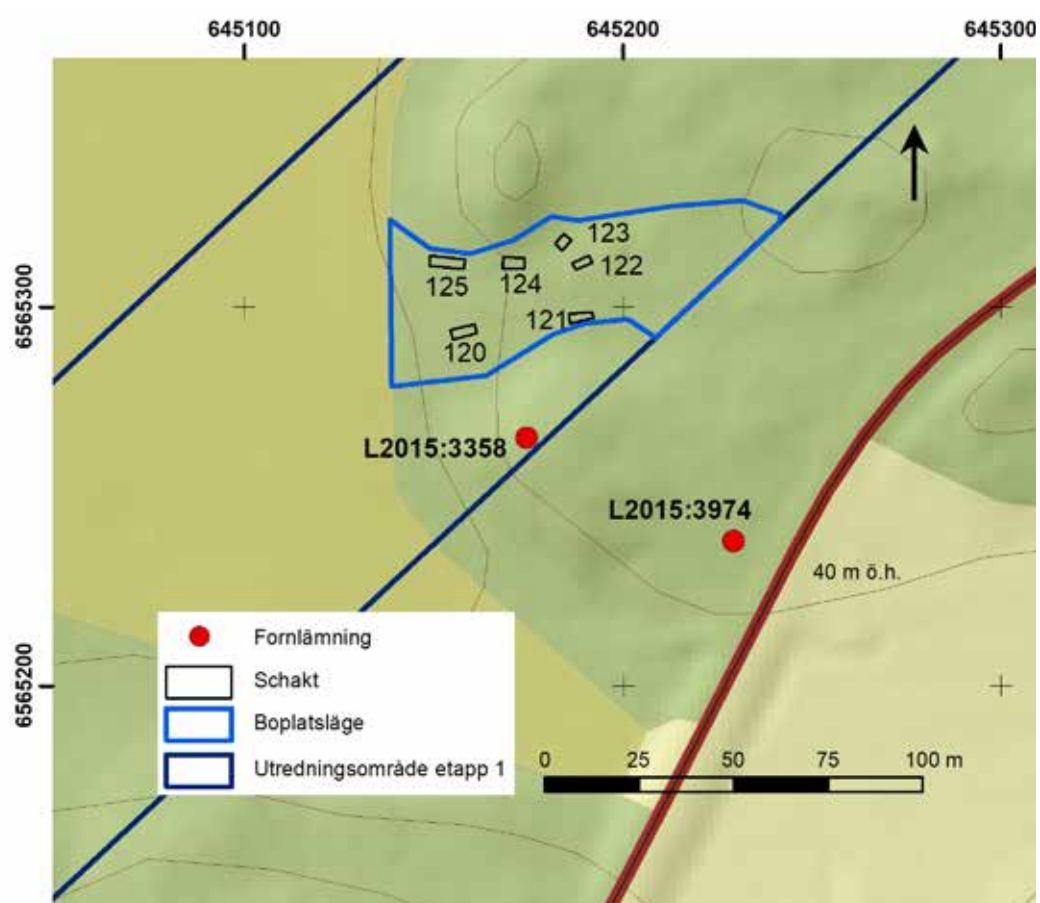 645100 645200 645300
123
122
125 124
6565300
121
120
L2015:3358
L2015:3974
40 m ö.h.
Fornlämning
Schakt
6565200
Boplatsläge
Utredningsområde etapp 1
0 25 50 75 100 m